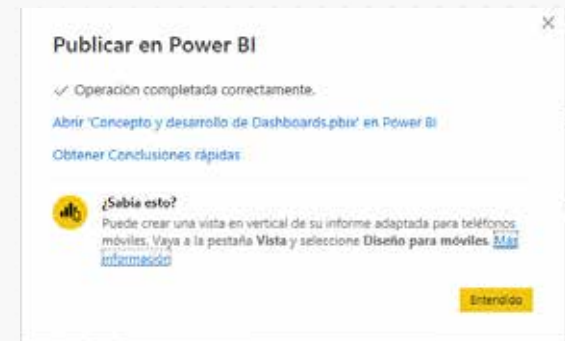 Publicar en Power BI
Operación completada correctamente.
Abrir 'Concepto y desarrollo de Dashboards.pbix' en Power BI
Obtener Conclusiones rápidas
¿Sabía esto?
Puede crear una vista en vertical de su informe adaptada para teléfonos
móviles. Vaya a la pestaña Vista y seleccione Diseño para móviles. Más
información
Entendido